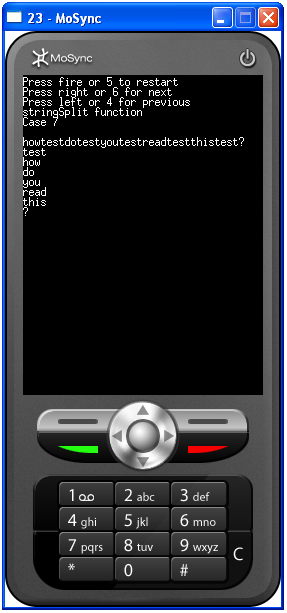 23 - MoSync
MoSync
Press fire or 5 to restart
Press right or 6 for next
Press left or 4 for previous
stringSplit function
Case 7
howtestdotestyoutestreadtestthistest?
test
how
do
you
read
this
?
1 2 abc 3 def
4 ghi 5 jkl 6 mno
7 pqrs 8 tuv 9 wxyz C
* 0 #